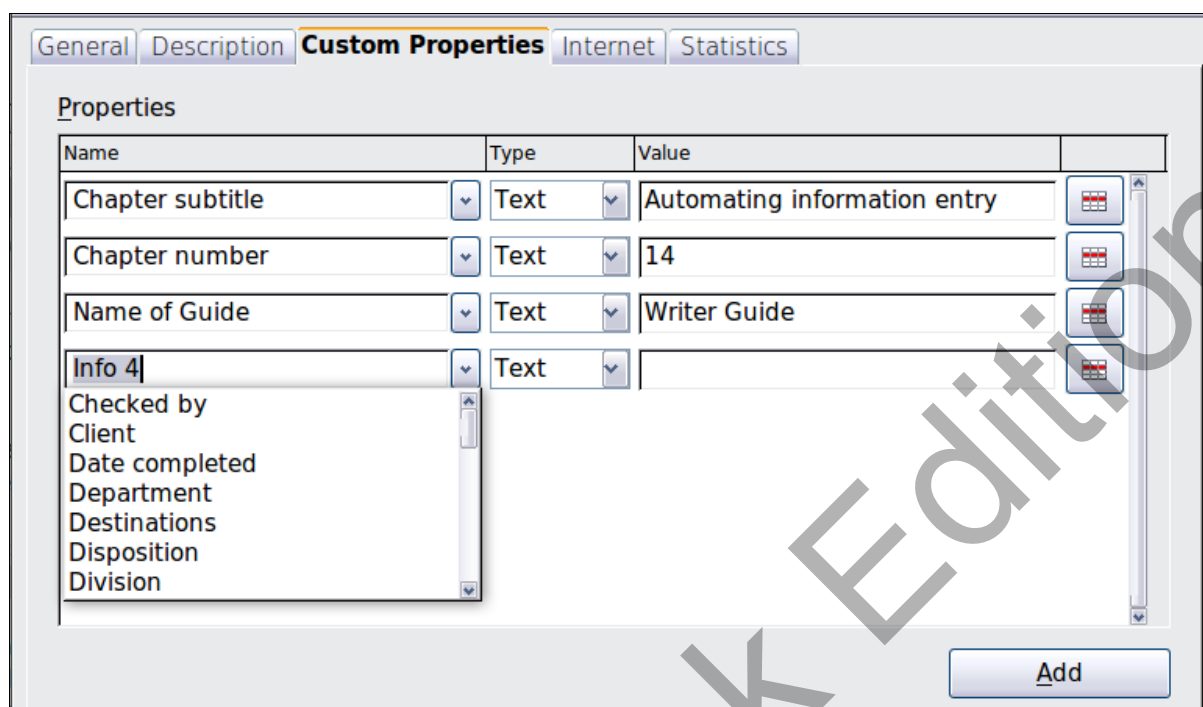 General Description Custom Properties Internet Statistics
Properties
Name Type Value
Chapter subtitle Text Automating information entry
Chapter number Text 14
Name of Guide Text Writer Guide
Info 4 Text
Checked by
Client
Date completed
Department
Destinations
Disposition
Division
Add
k Edition